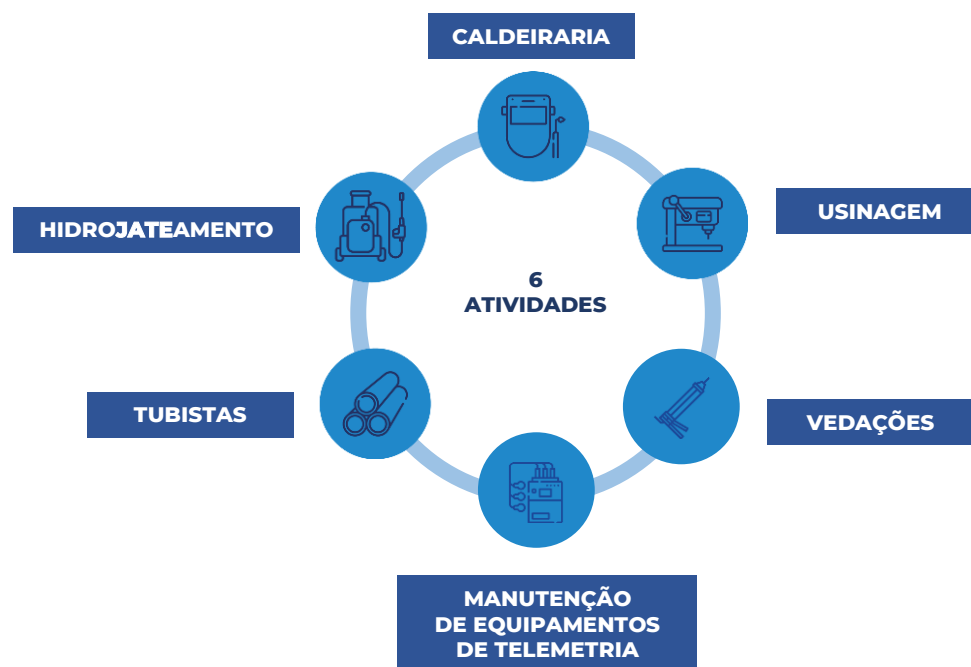 CALDEIRARIA
HIDROJATEAMENTO
USINAGEM
6
ATIVIDADES
TUBISTAS
VEDAÇÕES
MANUTENÇÃO
DE EQUIPAMENTOS
DE TELEMETRIA